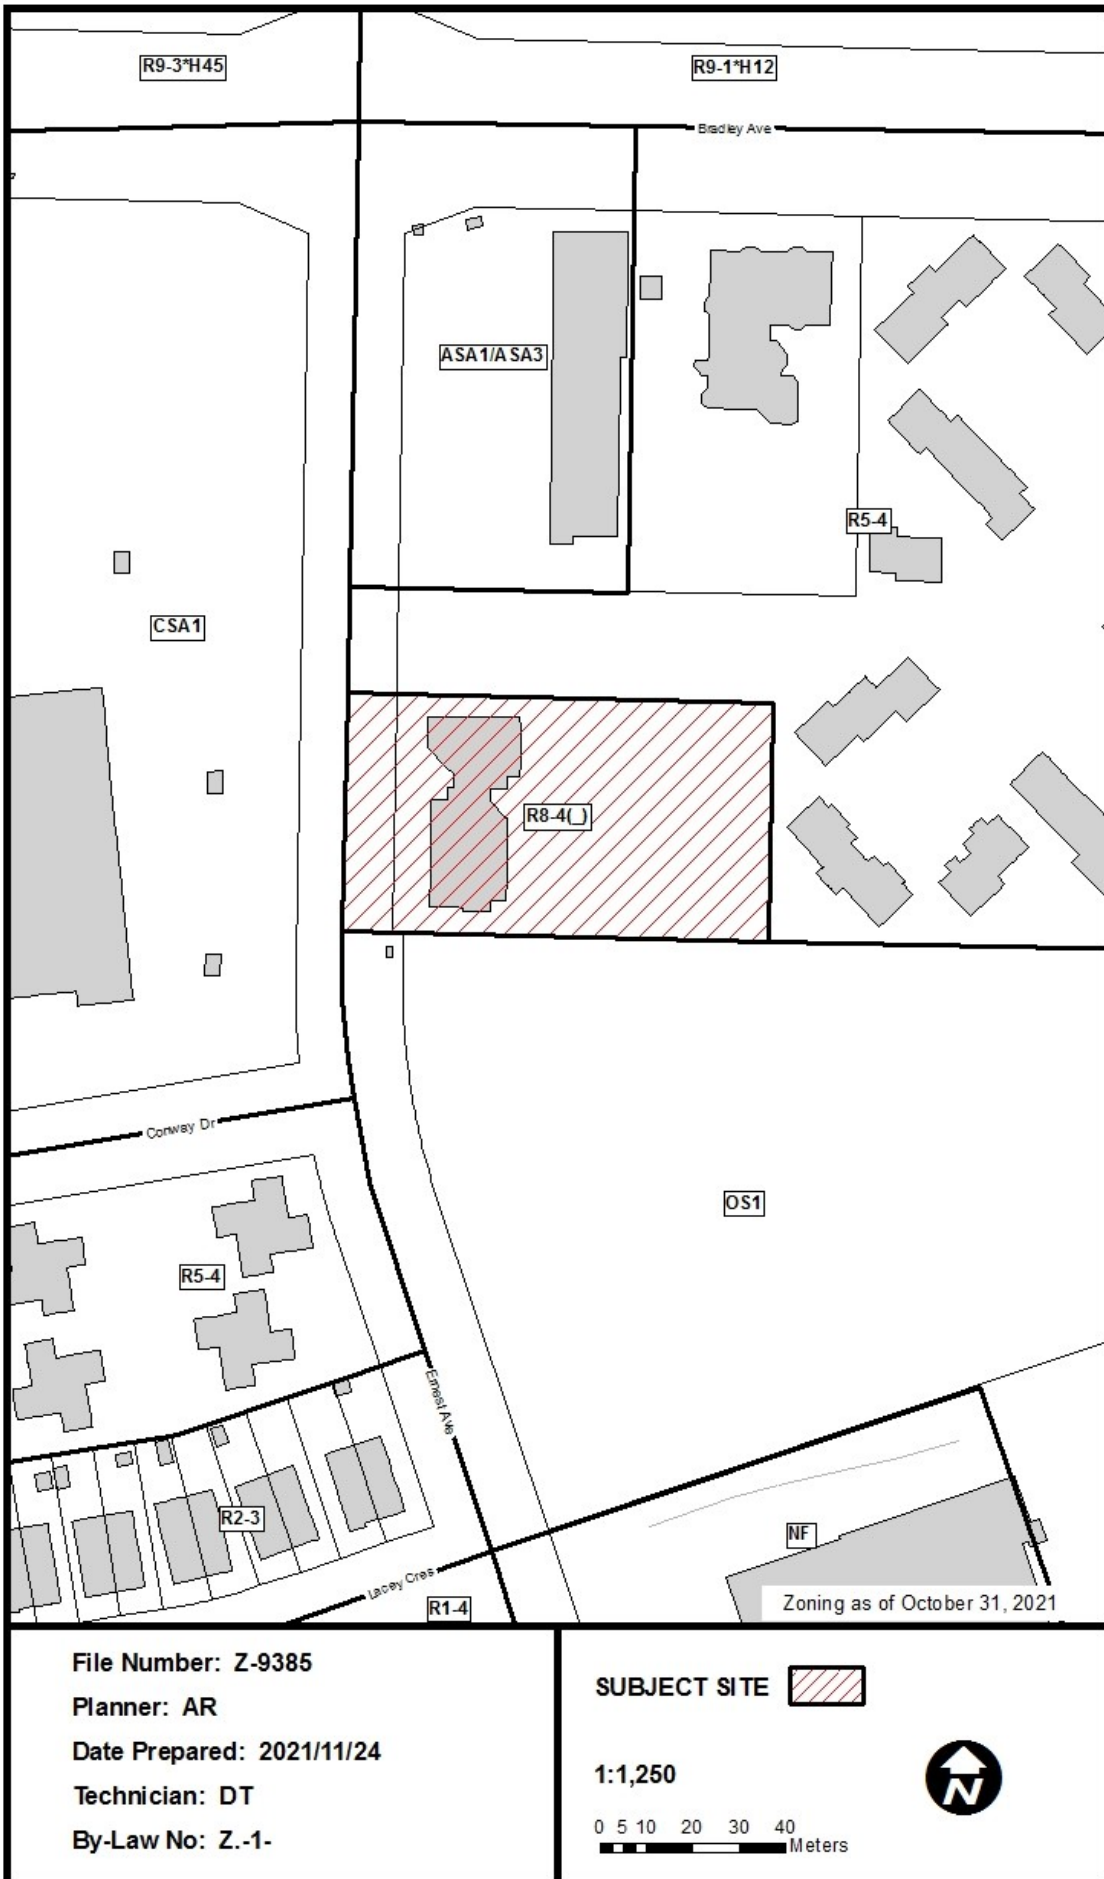 R9-3*H45
R9-1*H12
Bradley Ave
ASA1/ASA3
R5-4
CSA1
R8-4(_)
Conway Dr
OS1
R5-4
Ernest Ave
R2-3
NF
Lacey Cres
R1-4
Zoning as of October 31, 2021
File Number: Z-9385
Planner: AR
Date Prepared: 2021/11/24
Technician: DT
By-Law No: Z.-1-
SUBJECT SITE
1:1,250
N
0 5 10 20 30 40
Meters